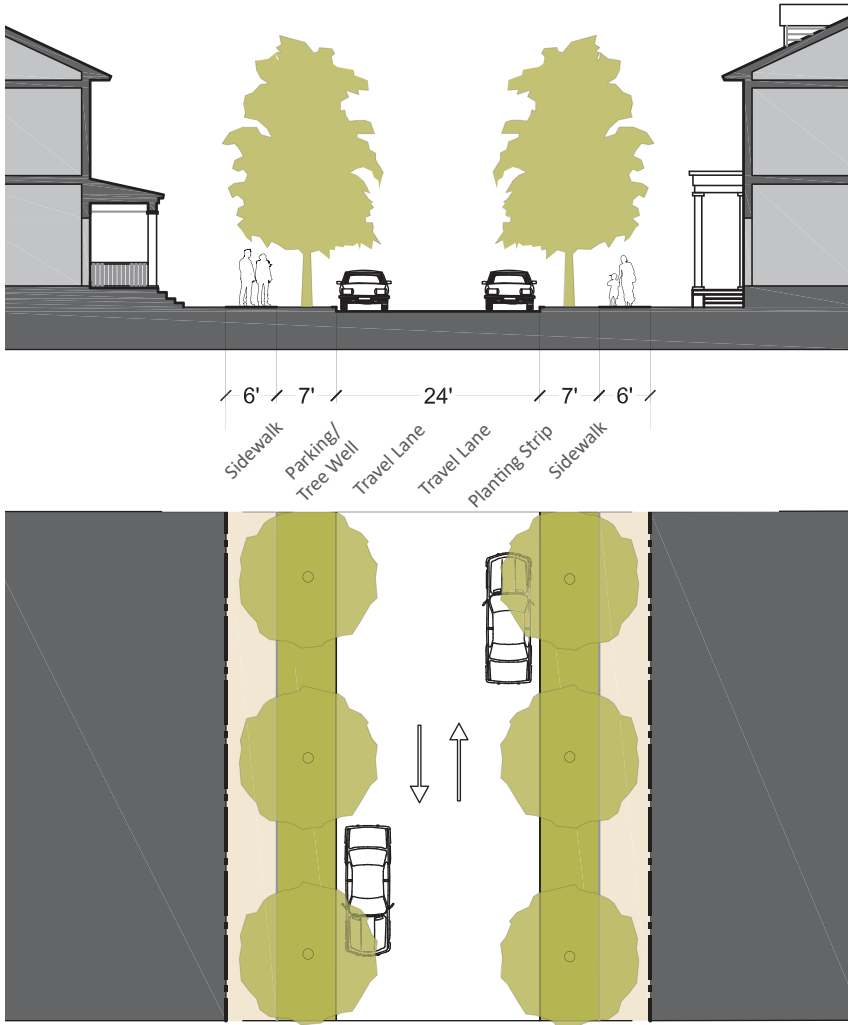 6' 7' 24' 7' 6'
Sidewalk
Parking/
Tree Well
Travel Lane
Travel Lane
Planting Strip
Sidewalk